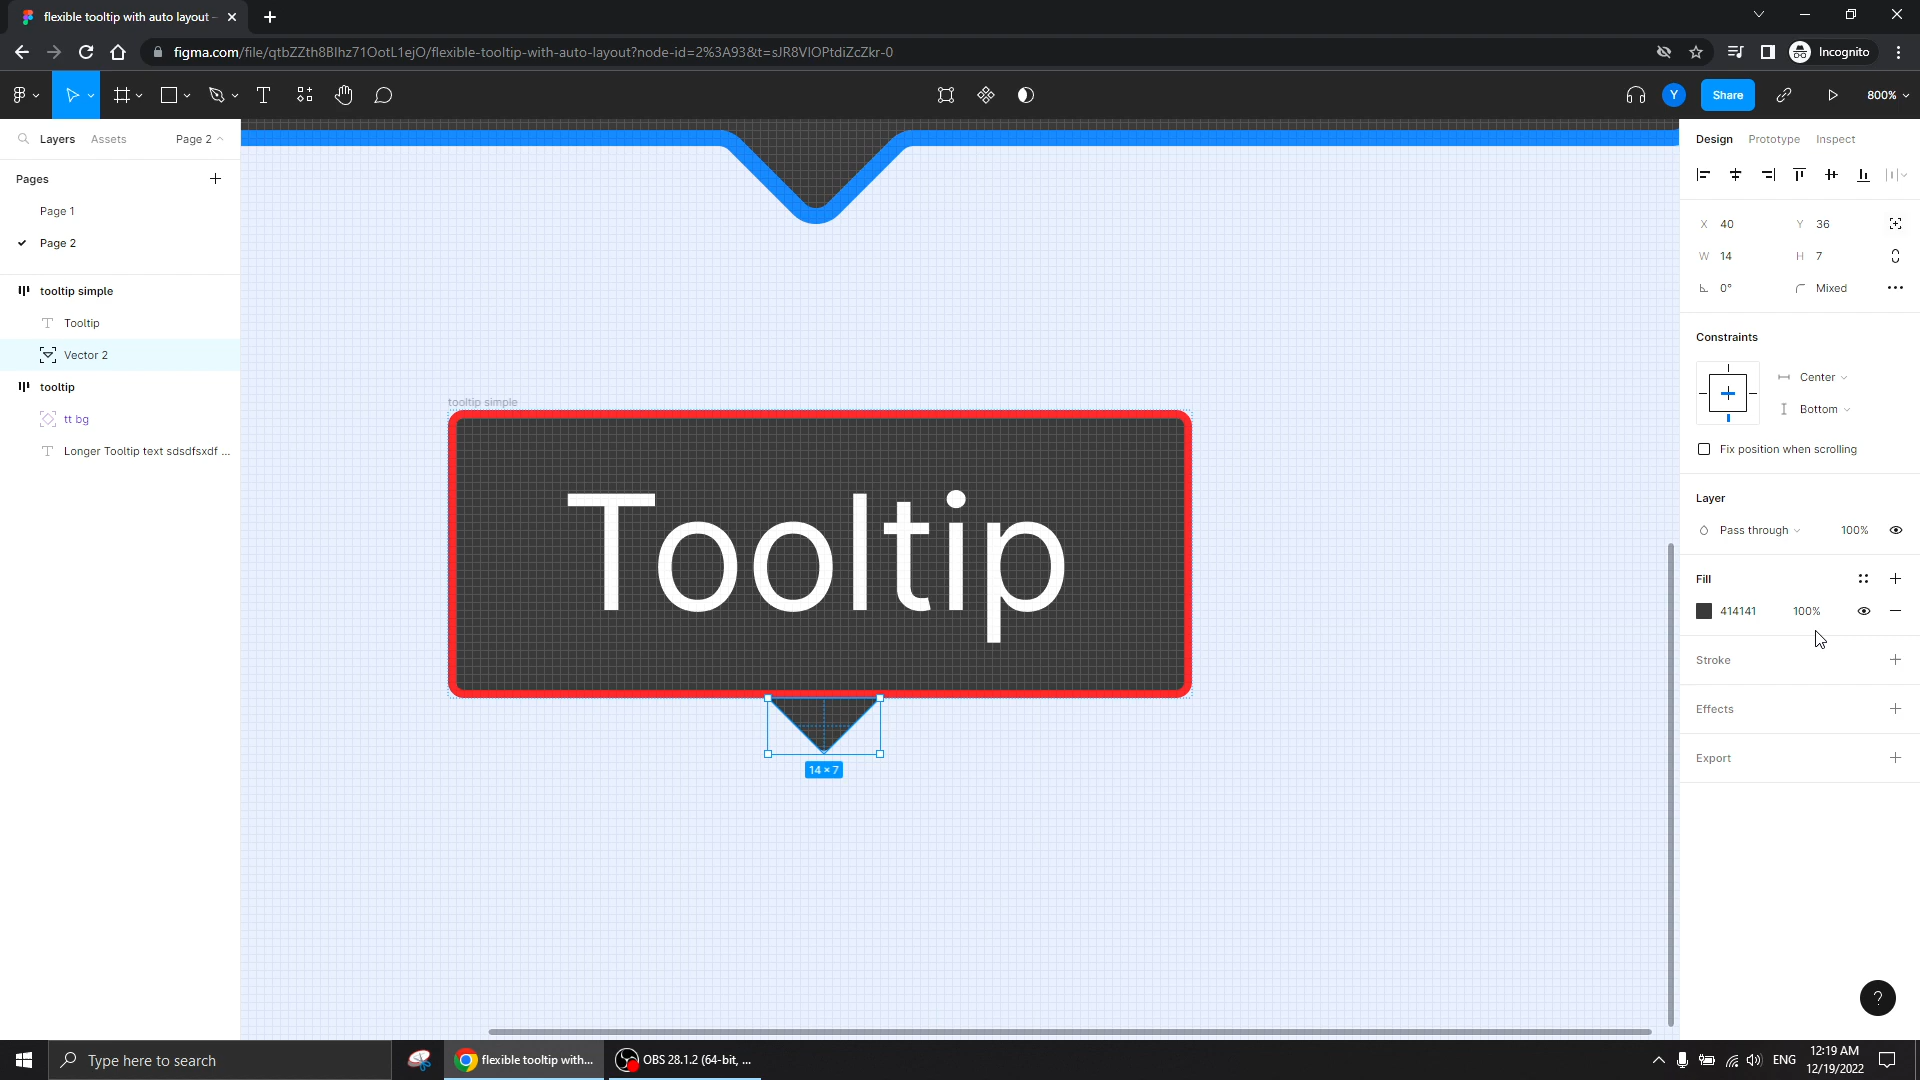 flexible tooltip with auto layout -
figma.com/file/qtbZZth8Blhz71OotL1ejO/flexible-tooltip-with-auto-layout?node-id=2%3A93&t=sJR8VIOPtdiZcZkr-0
Incognito
Y
Share
800%
Layers
Assets
Page 2
Pages
Page 1
Page 2
tooltip simple
Tooltip
Vector 2
tooltip
tt bg
Longer Tooltip text sdsdfsxdf ...
tooltip simple
Tooltip
14 × 7
Design
Prototype
Inspect
X 40
Y 36
W 14
H 7
0°
Mixed
Constraints
Center
Bottom
Fix position when scrolling
Layer
Pass through
100%
Fill
414141
100%
Stroke
Effects
Export
?
Type here to search
flexible tooltip with...
OBS 28.1.2 (64-bit, ...
ENG
12:19 AM
12/19/2022